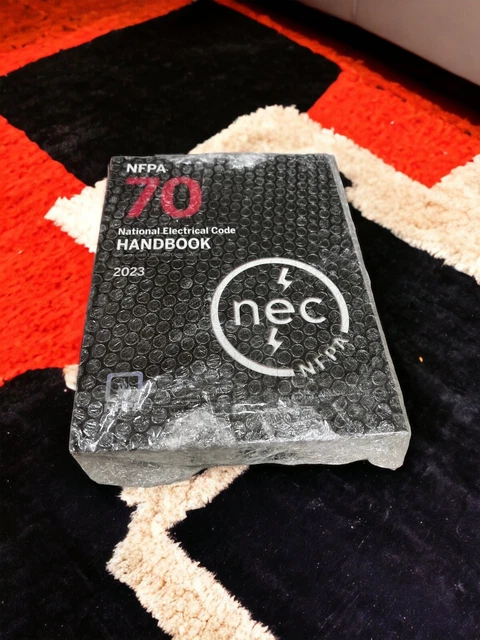 NFPA
70
National Electrical Code
HANDBOOK
2023
nec
NFPA